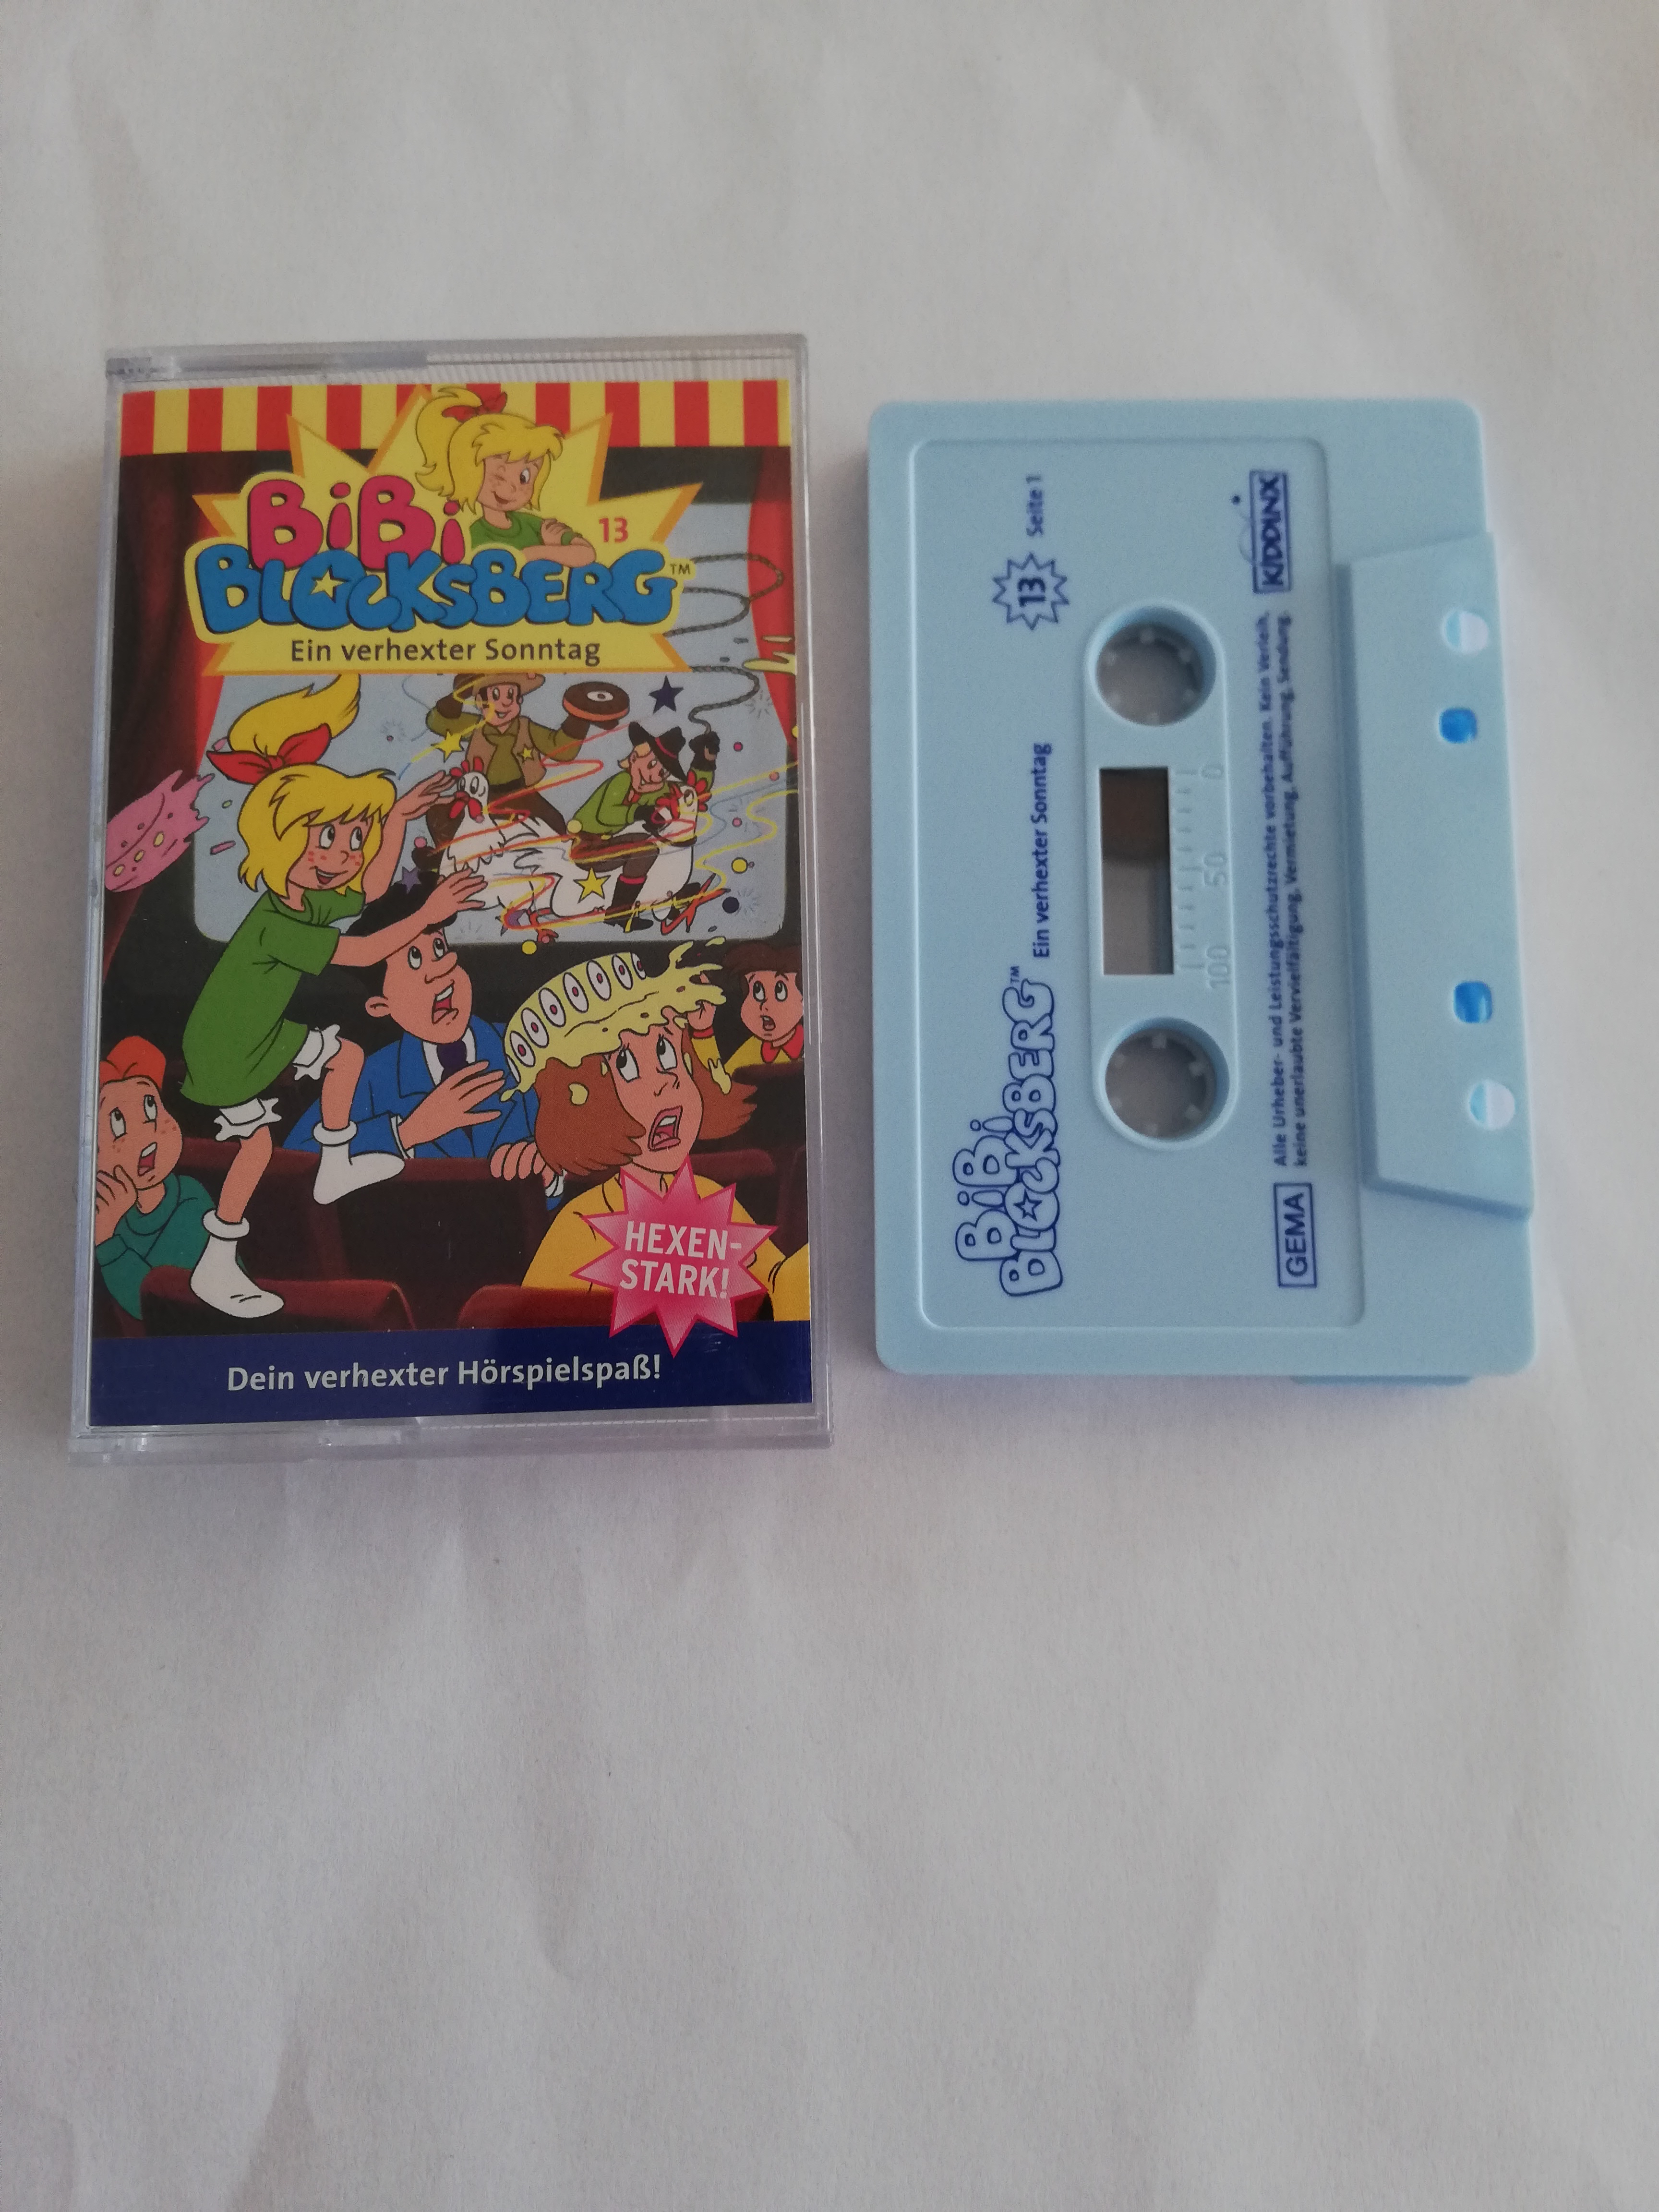 BiBi
13
BLOCKSBERG™
Ein verhexter Sonntag
HEXEN-
STARK!
Dein verhexter Hörspielspaß!
BiBi
BLOCKSBERG™
Ein verhexter Sonntag
13
Seite 1
100 50 0
GEMA
Alle Urheber- und Leistungsschutzrechte vorbehalten. Kein Verleih,
keine unerlaubte Vervielfältigung, Vermietung, Aufführung, Sendung.
KIDDINX